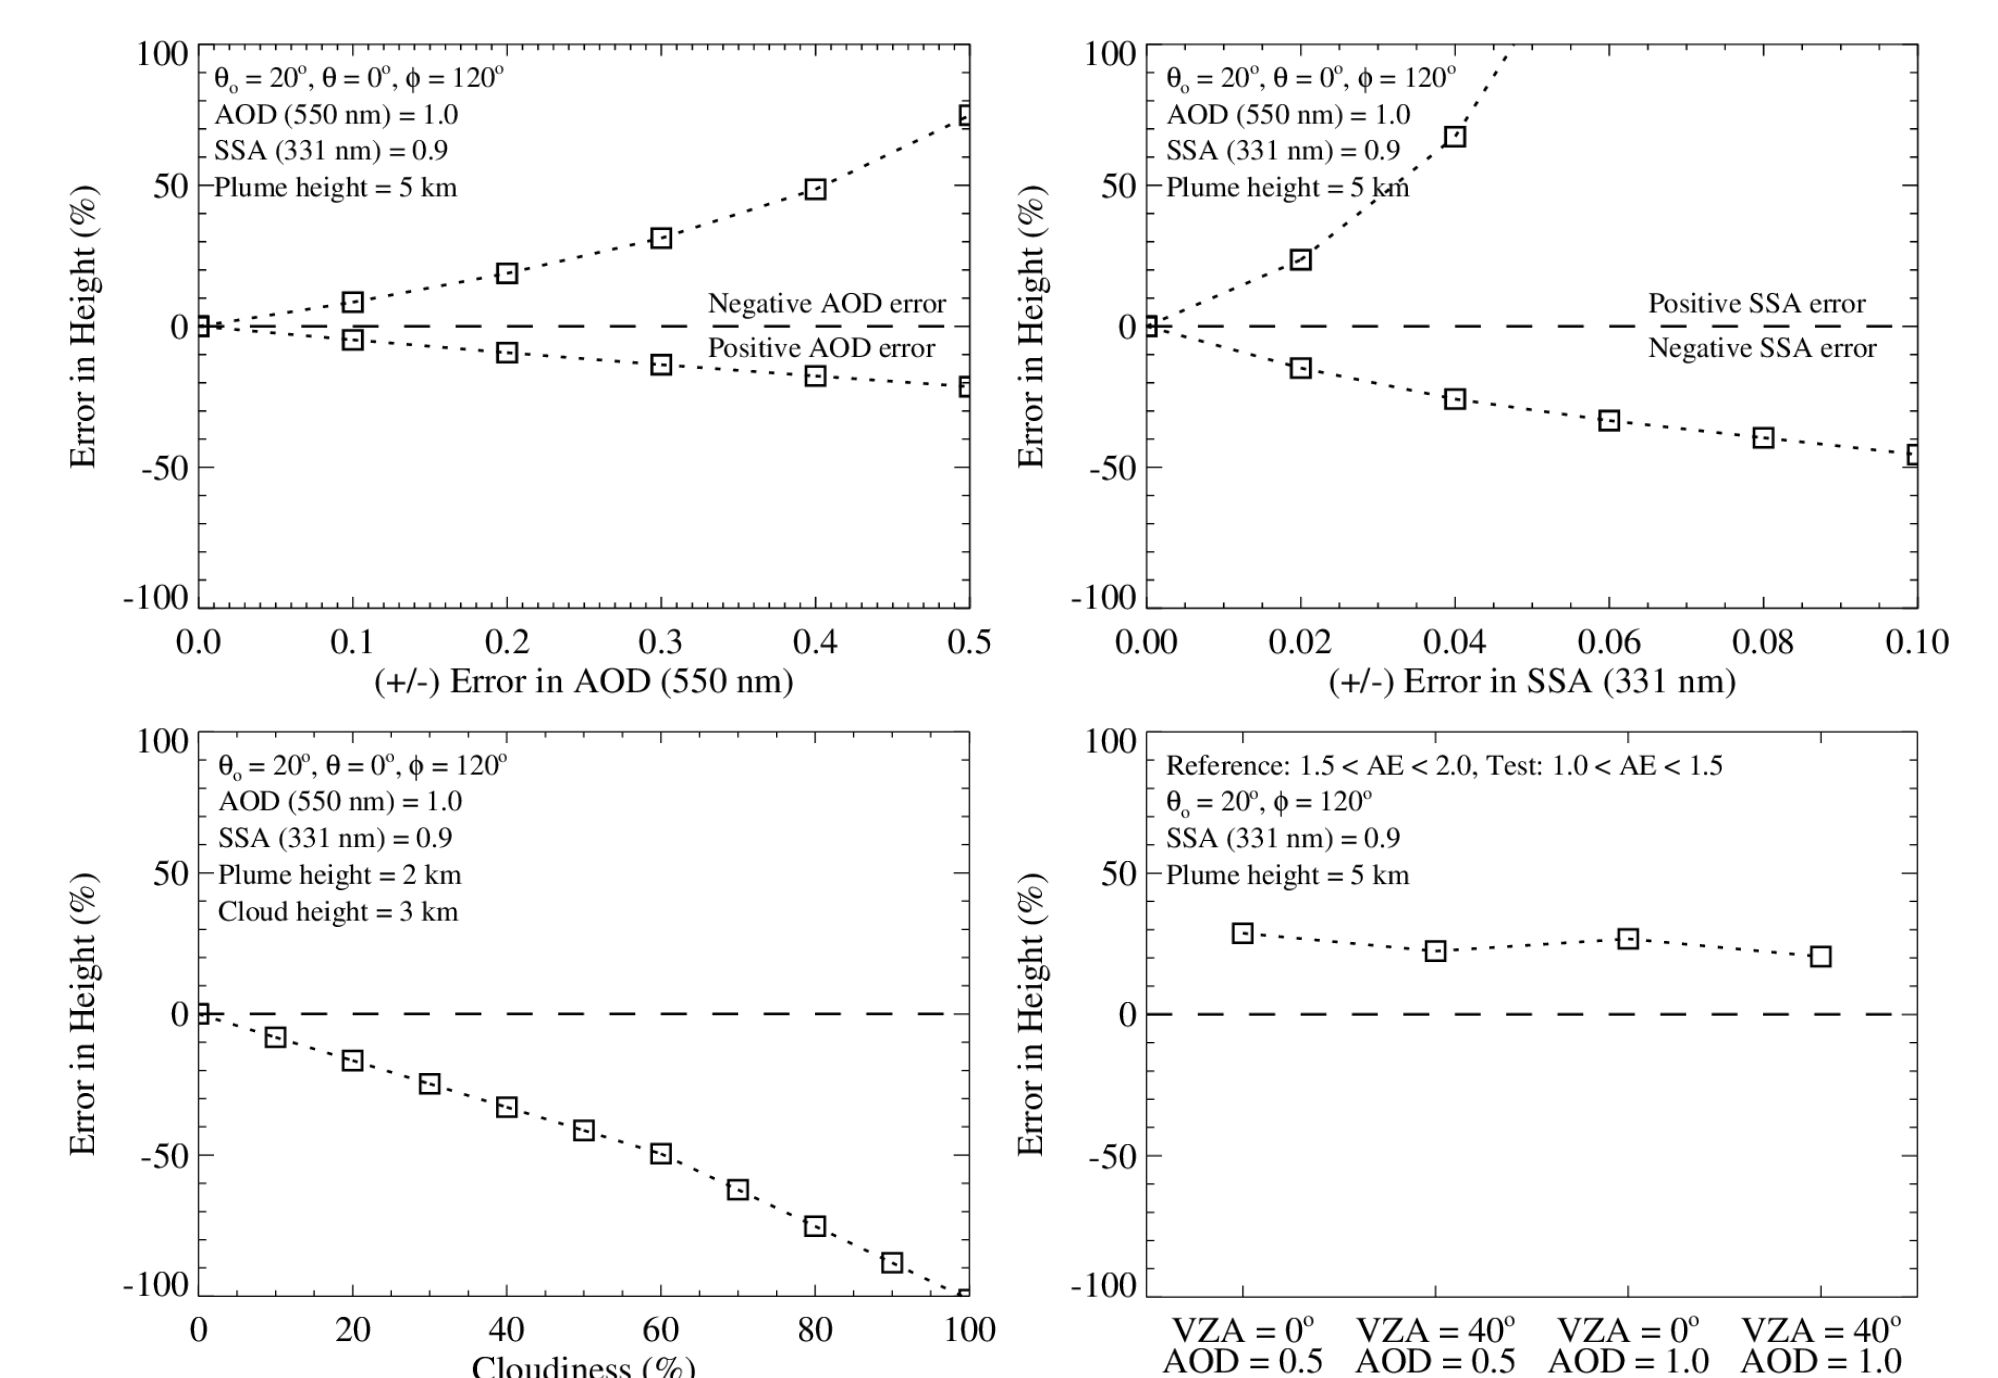 100
50
0
-50
-100
Error in Height (%)
θo = 20°, θ = 0°, ϕ = 120°
AOD (550 nm) = 1.0
SSA (331 nm) = 0.9
Plume height = 5 km
Negative AOD error
Positive AOD error
0.0 0.1 0.2 0.3 0.4 0.5
(+/-) Error in AOD (550 nm)
100
50
0
-50
-100
Error in Height (%)
θo = 20°, θ = 0°, ϕ = 120°
AOD (550 nm) = 1.0
SSA (331 nm) = 0.9
Plume height = 5 km
Positive SSA error
Negative SSA error
0.00 0.02 0.04 0.06 0.08 0.10
(+/-) Error in SSA (331 nm)
100
50
0
-50
-100
Error in Height (%)
θo = 20°, θ = 0°, ϕ = 120°
AOD (550 nm) = 1.0
SSA (331 nm) = 0.9
Plume height = 2 km
Cloud height = 3 km
0 20 40 60 80 100
Cloudiness (%)
100
50
0
-50
-100
Error in Height (%)
Reference: 1.5 < AE < 2.0, Test: 1.0 < AE < 1.5
θo = 20°, ϕ = 120°
SSA (331 nm) = 0.9
Plume height = 5 km
VZA = 0° VZA = 40° VZA = 0° VZA = 40°
AOD = 0.5 AOD = 0.5 AOD = 1.0 AOD = 1.0